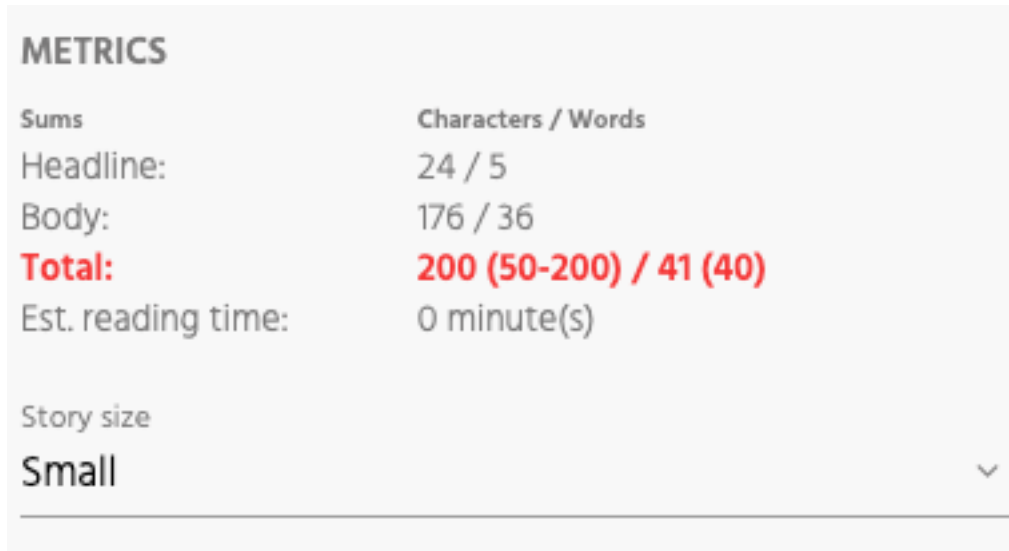 METRICS
Sums Characters / Words
Headline: 24 / 5
Body: 176 / 36
Total: 200 (50-200) / 41 (40)
Est. reading time: 0 minute(s)
Story size
Small